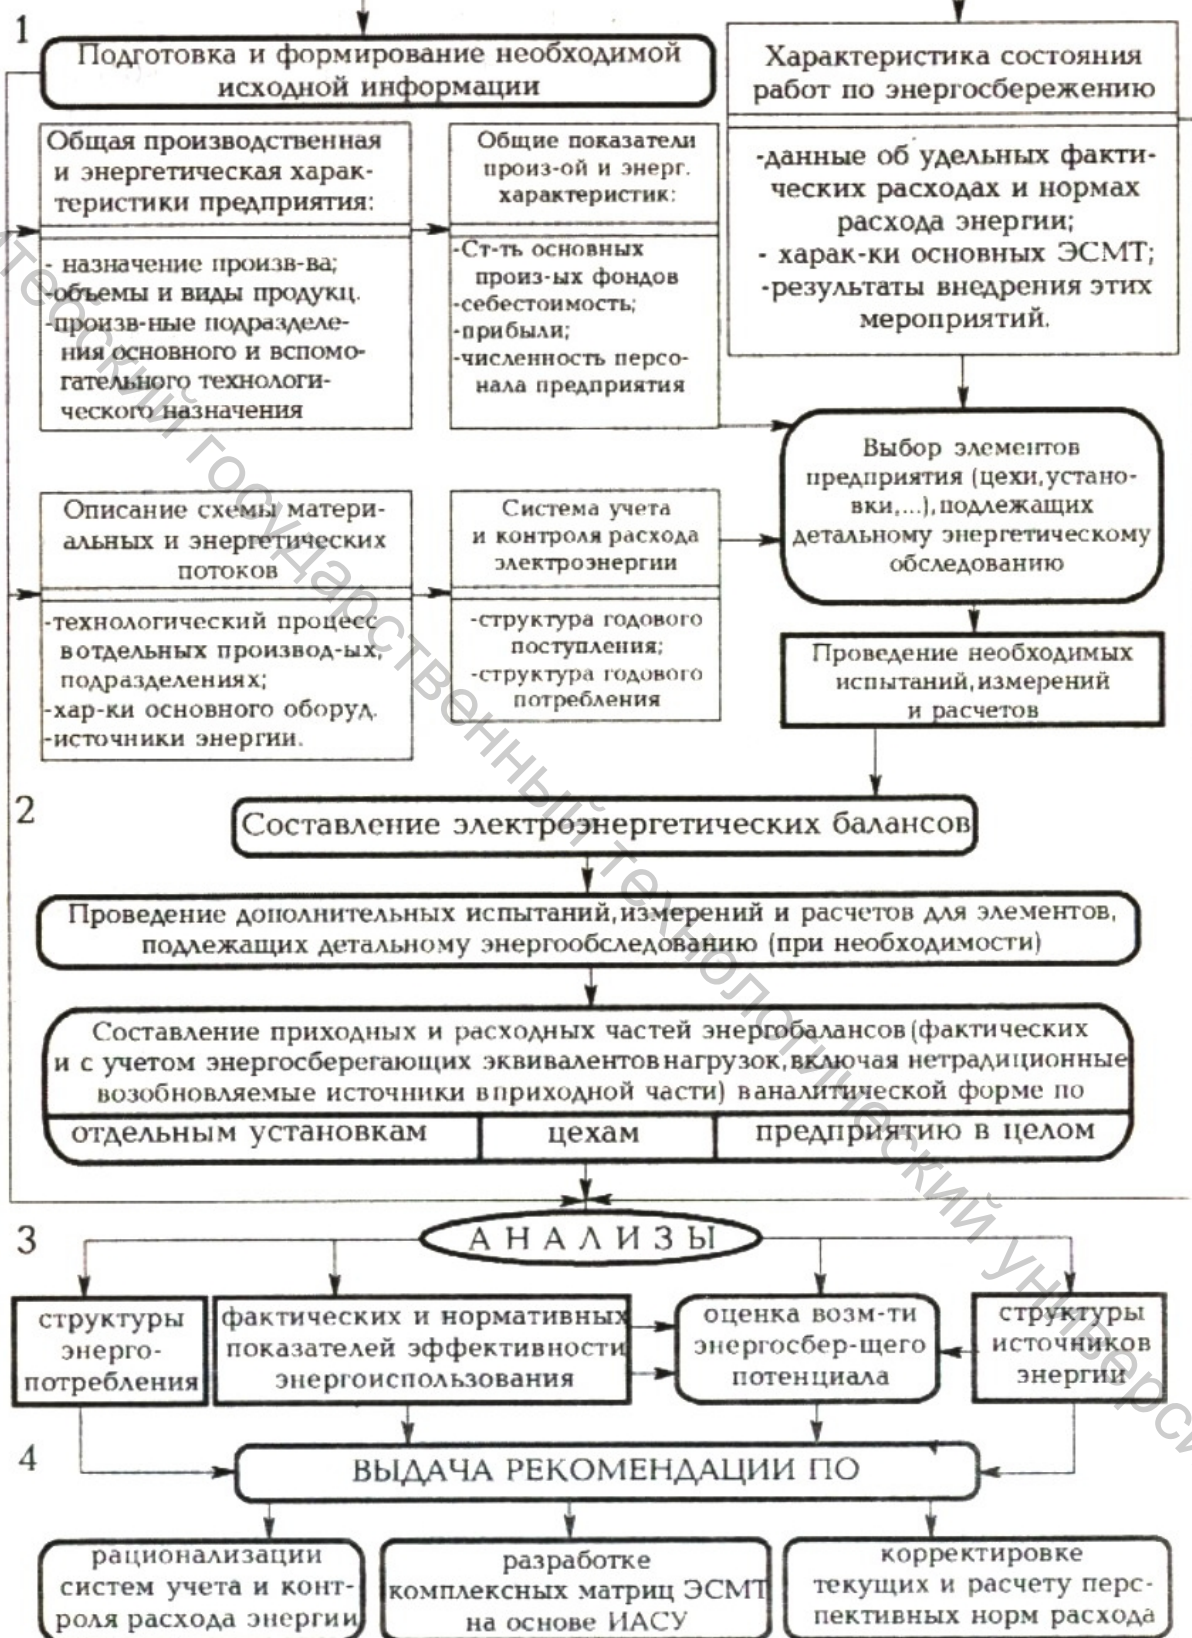 1
Подготовка и формирование необходимой
исходной информации
Характеристика состояния
работ по энергосбережению
-данные об удельных факти-
ческих расходах и нормах
расхода энергии;
- харак-ки основных ЭСМТ;
-результаты внедрения этих
мероприятий.
Общая производственная
и энергетическая харак-
теристики предприятия:
- назначение произв-ва;
-объемы и виды продукц.
-произв-ные подразделе-
ния основного и вспомо-
гательного технологи-
ческого назначения
Общие показатели
произ-ой и энерг.
характеристик:
-Ст-ть основных
произ-ых фондов
-себестоимость;
-прибыли;
-численность персо-
нала предприятия
Выбор элементов
предприятия (цехи,устано-
вки,...),подлежащих
детальному энергетическому
обследованию
Описание схемы матери-
альных и энергетических
потоков
-технологический процесс
вотдельных производ-ых,
подразделениях;
-хар-ки основного оборуд.
-источники энергии.
Система учета
и контроля расхода
электроэнергии
-структура годового
поступления;
-структура годового
потребления
Проведение необходимых
испытаний,измерений
и расчетов
2
Составление электроэнергетических балансов
Проведение дополнительных испытаний,измерений и расчетов для элементов,
подлежащих детальному энергообследованию (при необходимости)
Составление приходных и расходных частей энергобалансов(фактических
и с учетом энергосберегающих эквивалентовнагрузок,включая нетрадиционные
возобновляемые источники вприходной части) ваналитической форме по
отдельным установкам
цехам
предприятию в целом
3
АНАЛИЗЫ
структуры
энерго-
потребления
фактических и нормативных
показателей эффективности
энергоиспользования
оценка возм-ти
энергосбер-щего
потенциала
структуры
источников
энергии
4
ВЫДАЧА РЕКОМЕНДАЦИИ ПО
рационализации
систем учета и конт-
роля расхода энергии
разработке
комплексных матриц ЭСМТ
на основе ИАСУ
корректировке
текущих и расчету перс-
пективных норм расхода
государственный технологический